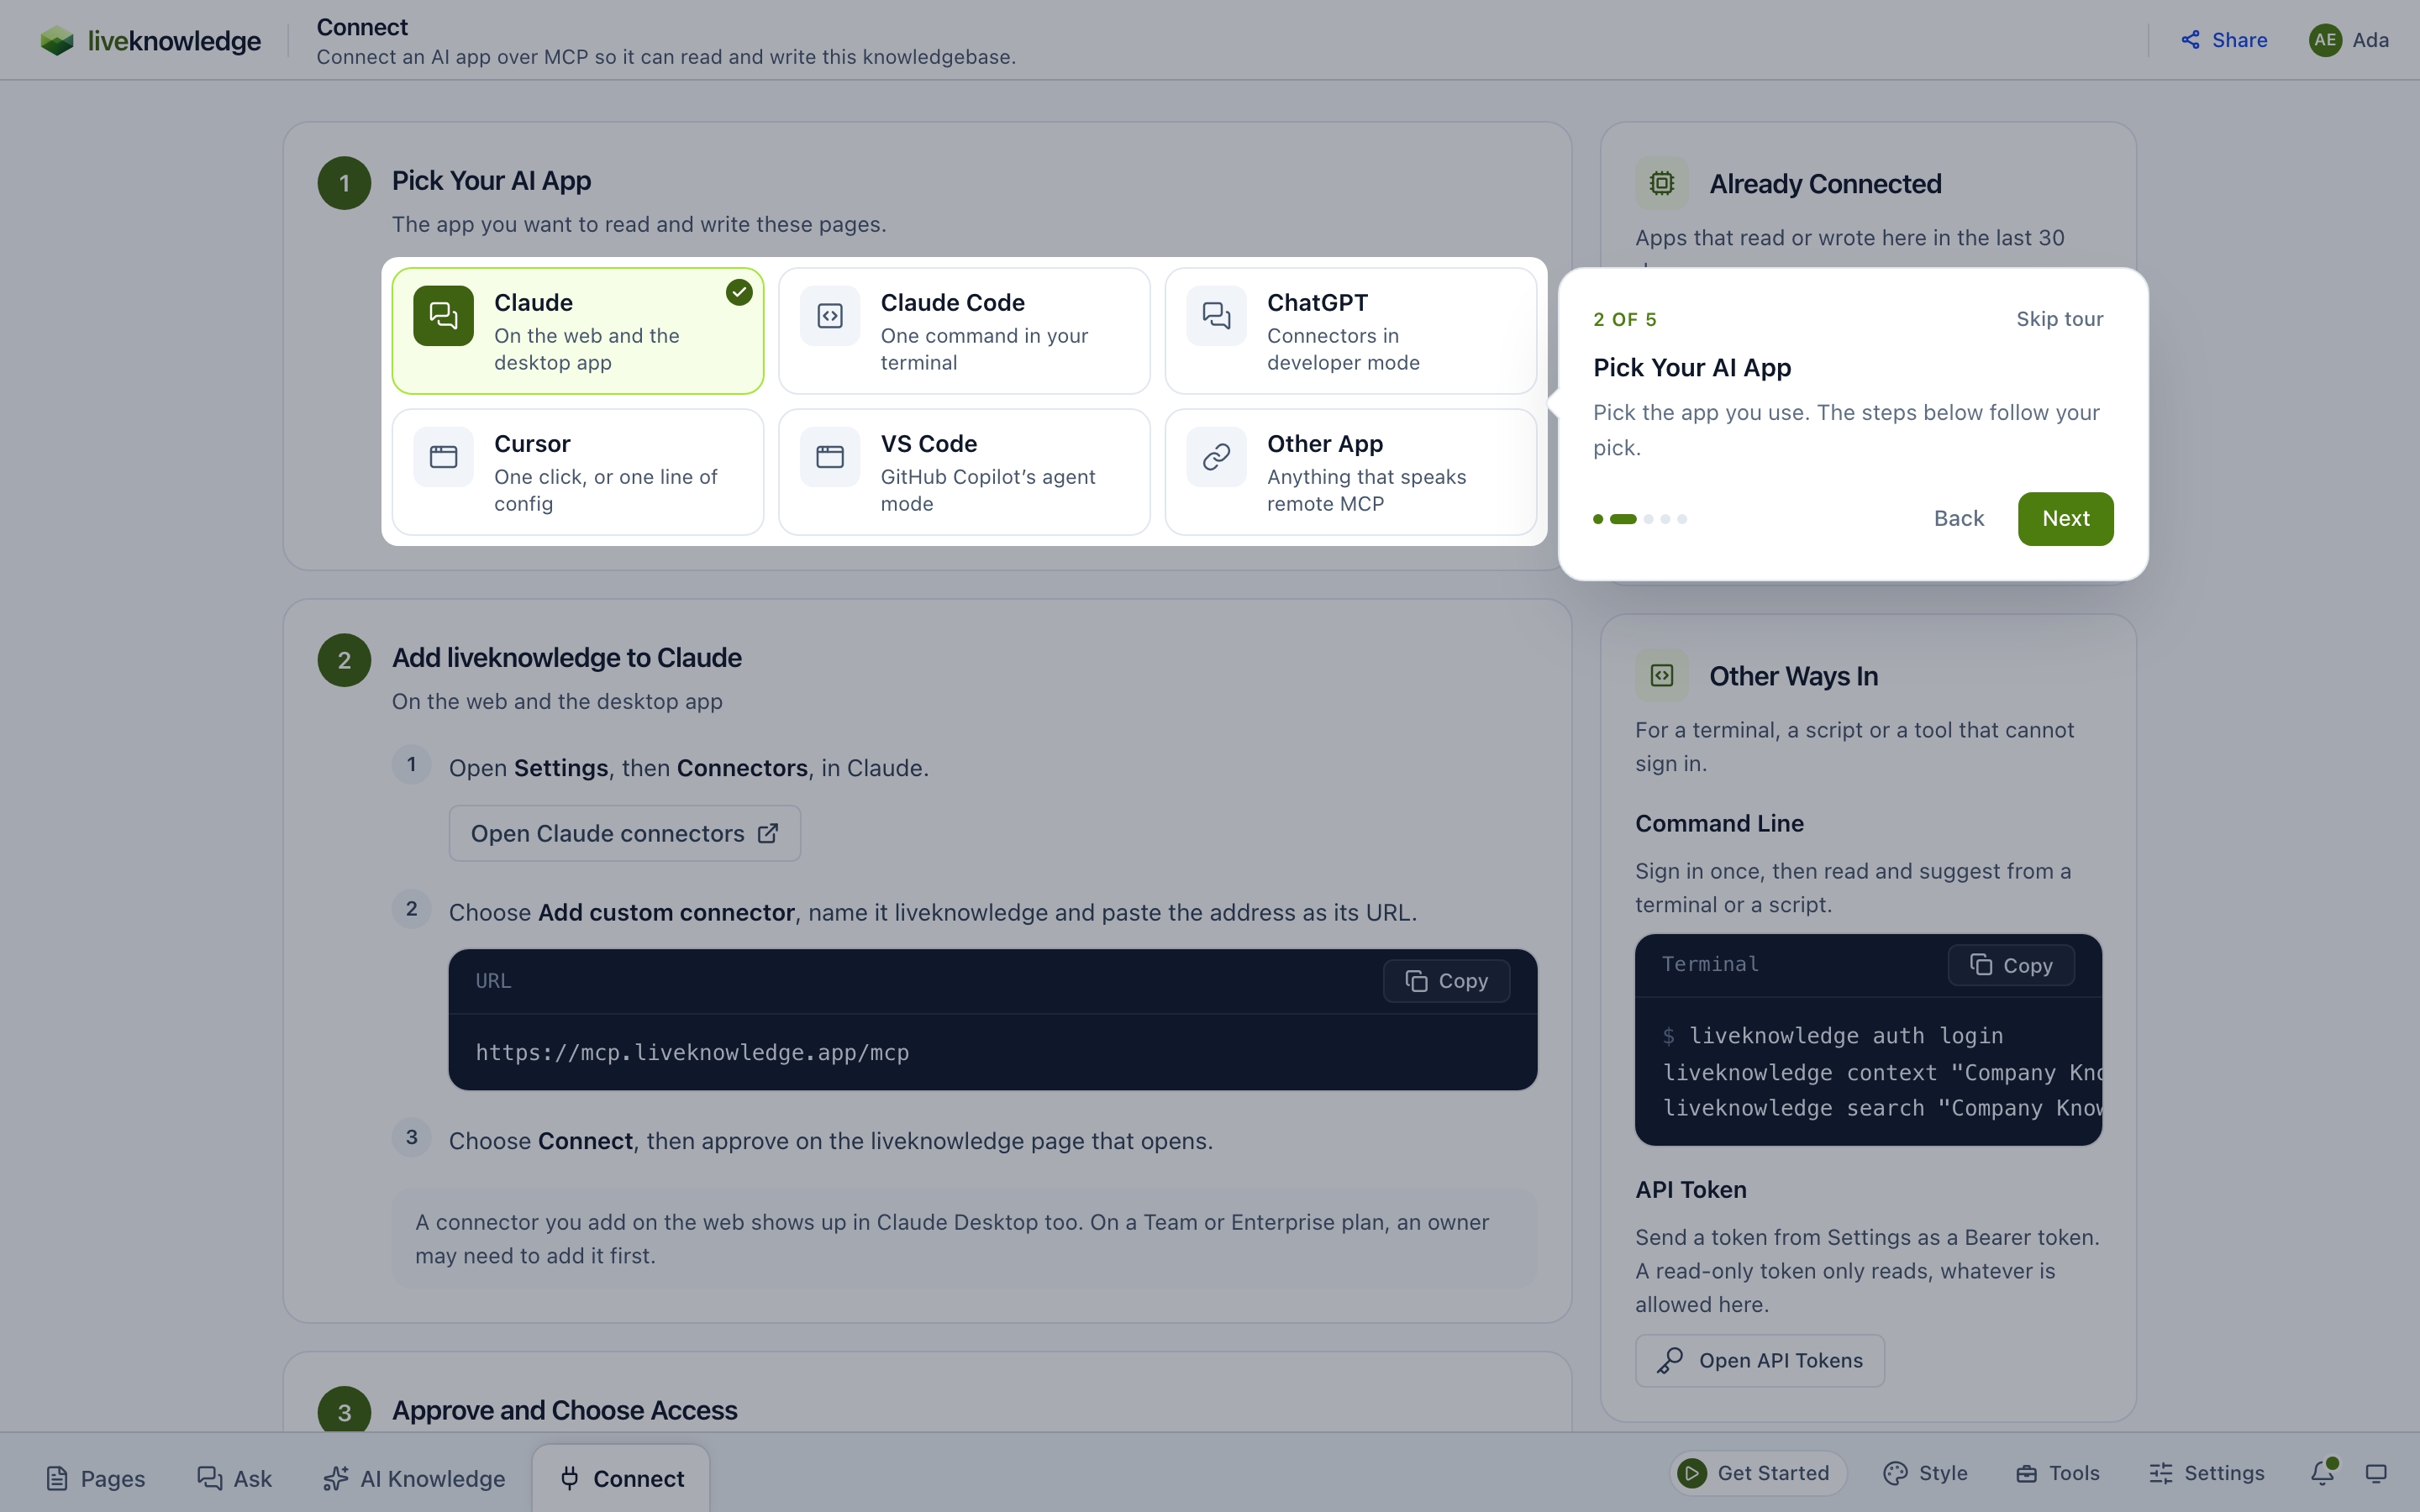 liveknowledge
Connect
Connect an AI app over MCP so it can read and write this knowledgebase.
Share
AE
Ada
1
Pick Your AI App
The app you want to read and write these pages.
Claude
On the web and the
desktop app
Claude Code
One command in your
terminal
ChatGPT
Connectors in
developer mode
Cursor
One click, or one line of
config
VS Code
GitHub Copilot’s agent
mode
Other App
Anything that speaks
remote MCP
Already Connected
Apps that read or wrote here in the last 30
2 OF 5
Skip tour
Pick Your AI App
Pick the app you use. The steps below follow your
pick.
Back
Next
2
Add liveknowledge to Claude
On the web and the desktop app
1
Open Settings, then Connectors, in Claude.
Open Claude connectors
2
Choose Add custom connector, name it liveknowledge and paste the address as its URL.
URL
Copy
https://mcp.liveknowledge.app/mcp
3
Choose Connect, then approve on the liveknowledge page that opens.
A connector you add on the web shows up in Claude Desktop too. On a Team or Enterprise plan, an owner
may need to add it first.
Other Ways In
For a terminal, a script or a tool that cannot
sign in.
Command Line
Sign in once, then read and suggest from a
terminal or a script.
Terminal
Copy
$ liveknowledge auth login
liveknowledge context "Company
liveknowledge search "Company
API Token
Send a token from Settings as a Bearer token.
A read-only token only reads, whatever is
allowed here.
Open API Tokens
3
Approve and Choose Access
Pages
Ask
AI Knowledge
Connect
Get Started
Style
Tools
Settings